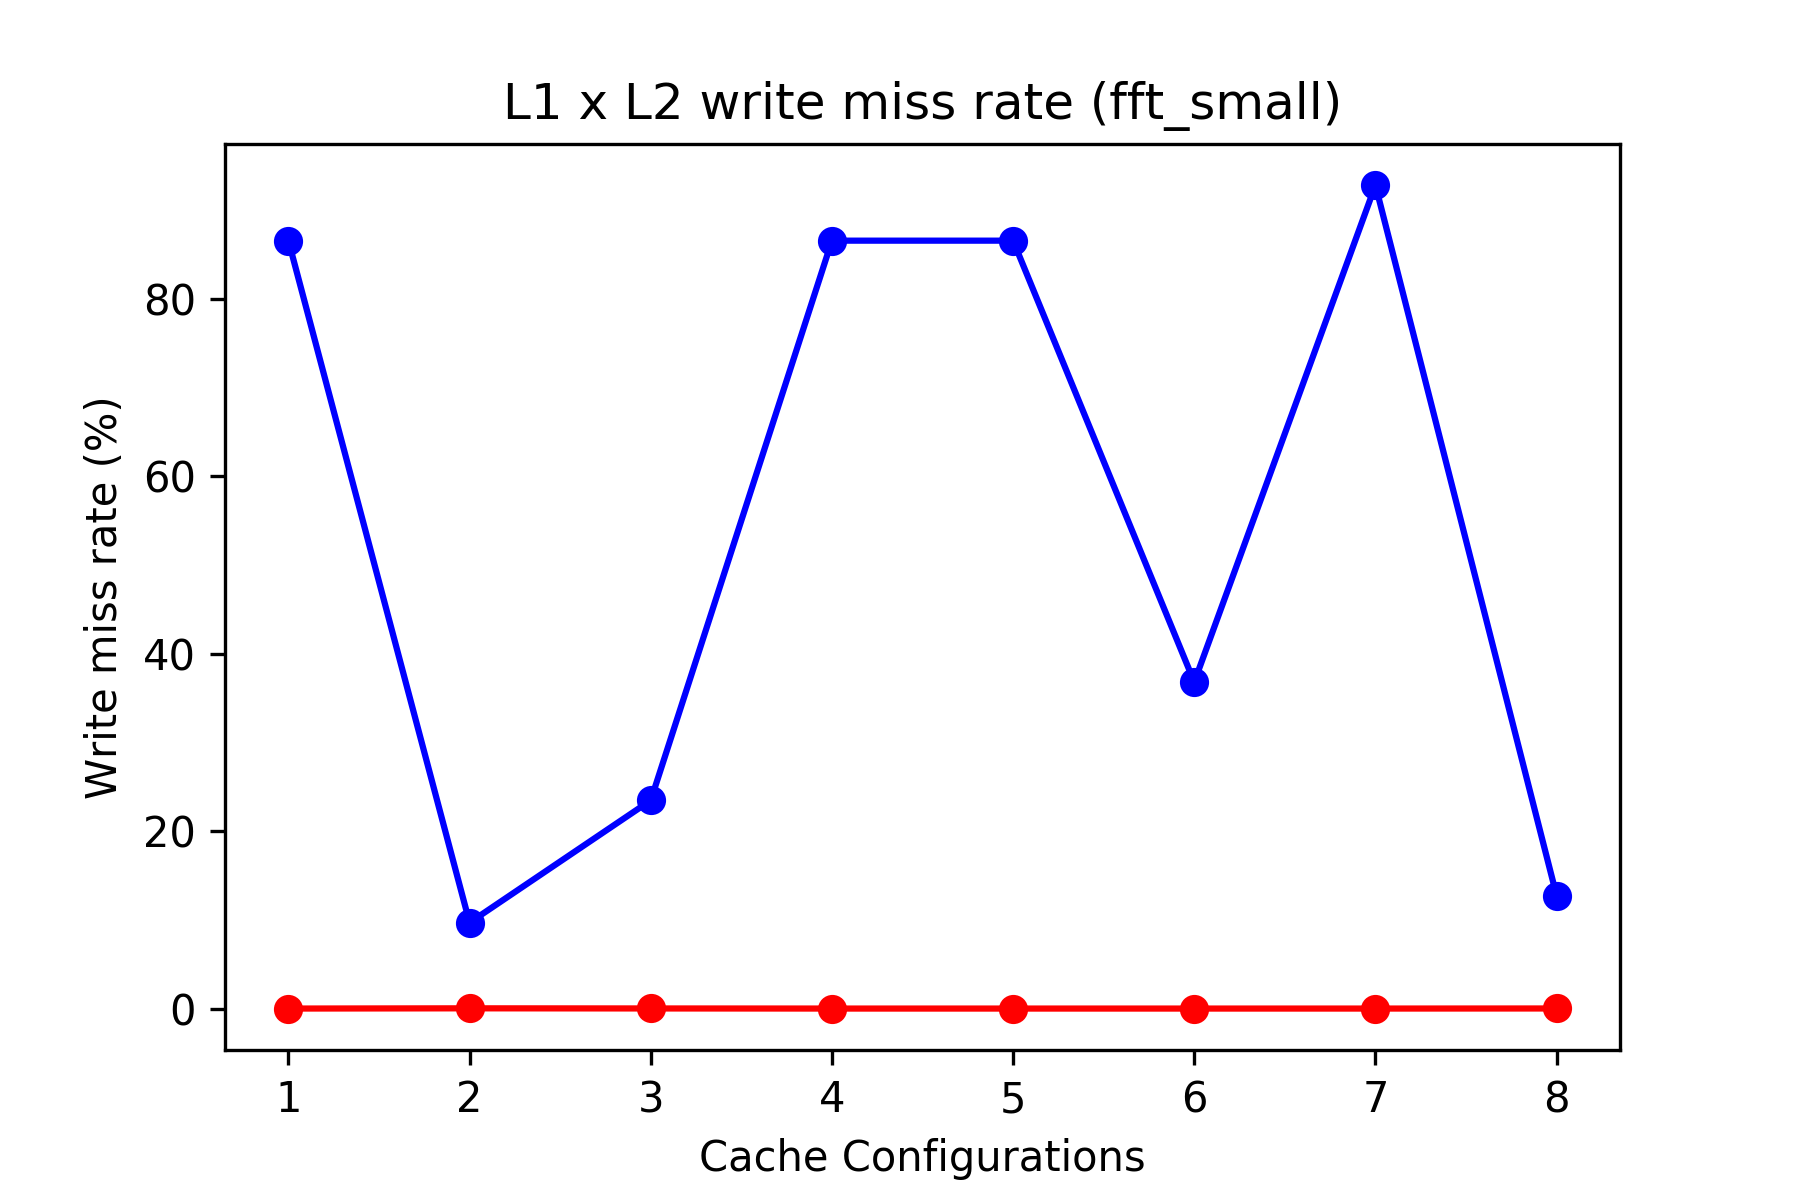 L1 x L2 write miss rate (fft_small)
Write miss rate (%)
80
60
40
20
0
1 2 3 4 5 6 7 8
Cache Configurations